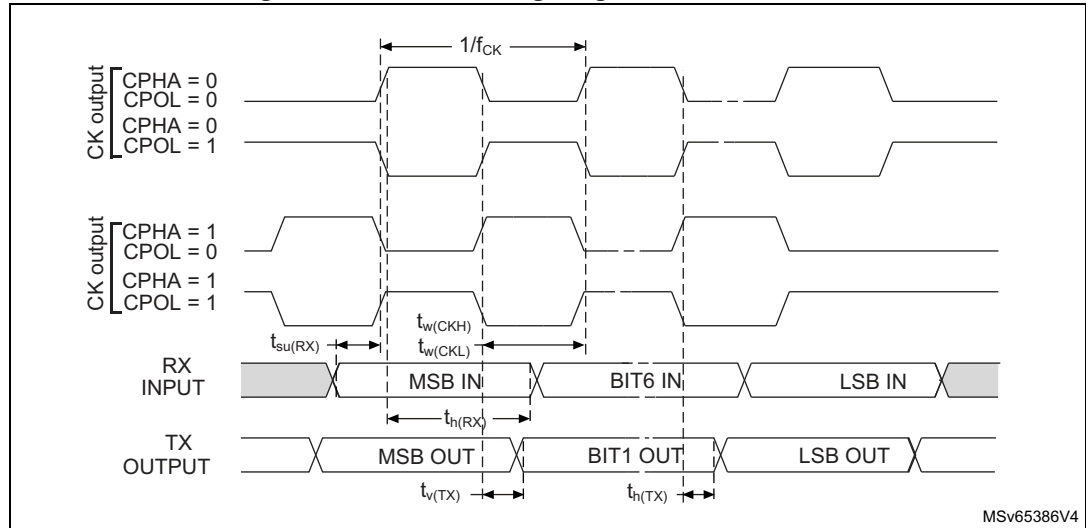 1/fCK
CK output
CPHA = 0
CPOL = 0
CPHA = 0
CPOL = 1
CK output
CPHA = 1
CPOL = 0
CPHA = 1
CPOL = 1
tw(CKH)
tsu(RX)
tw(CKL)
RX
INPUT
MSB IN
BIT6 IN
LSB IN
th(RX)
TX
OUTPUT
MSB OUT
BIT1 OUT
LSB OUT
tv(TX)
th(TX)
MSv65386V4